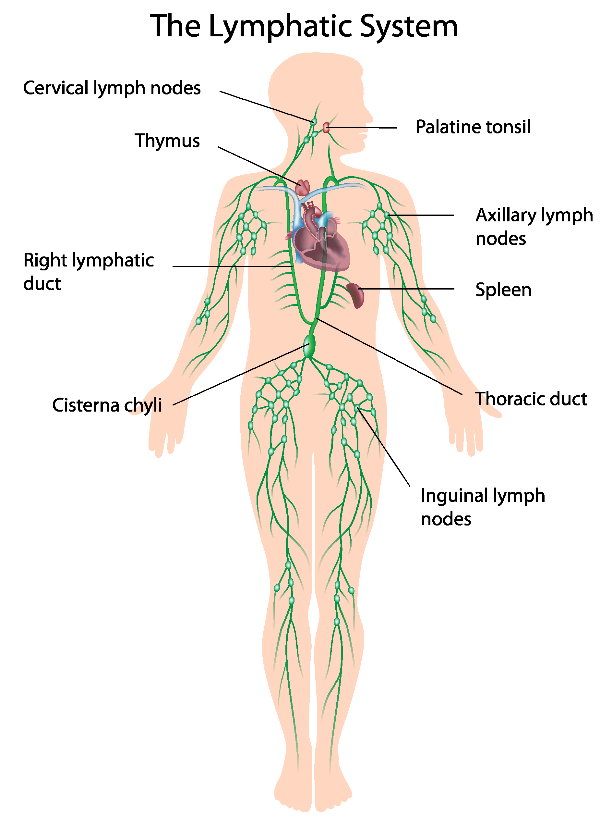 The Lymphatic System
Cervical lymph nodes
Palatine tonsil
Thymus
Axillary lymph
nodes
Right lymphatic
duct
Spleen
Cisterna chyli
Thoracic duct
Inguinal lymph
nodes